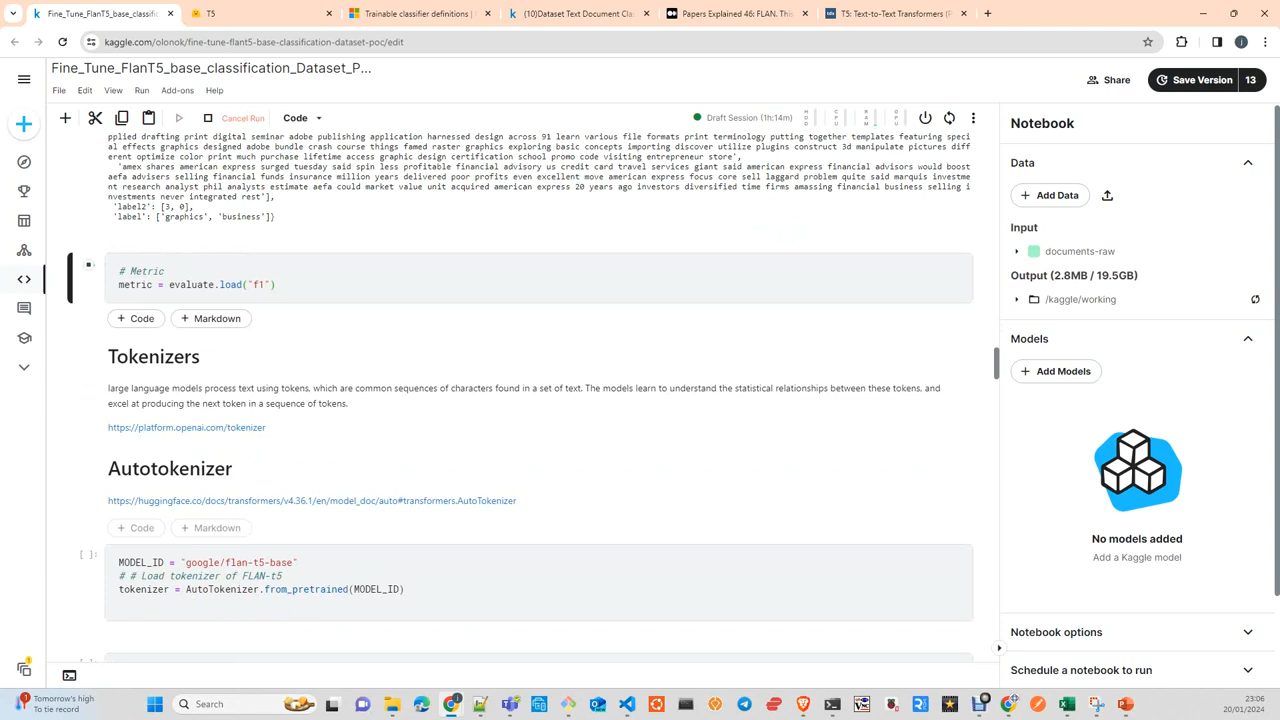 Fine_Tune_FlanT5_base_classific
T5
Trainable classifier definitions |
(10)Dataset Text Document Clas
Papers Explained 46: FLAN. Thi
T5: Text-to-Text Transformers (P
kaggle.com/olonok/fine-tune-flant5-base-classification-dataset-poc/edit
Fine_Tune_FlanT5_base_classification_Dataset_P...
Share
Save Version
13
File
Edit
View
Run
Add-ons
Help
Cancel Run
Code
Draft Session (1h:14m)
Notebook
pplied drafting print digital seminar adobe publishing application harnessed design across 91 learn various file formats print terminology putting together templates featuring speci
al effects graphics designed adobe bundle crash course things famed raster graphics exploring basic concepts importing discover utilize plugins construct 3d manipulate pictures diff
erent optimize color print much purchase lifetime access graphic design certification school promo code visiting entrepreneur store',
'amex shares american express surged tuesday said spin less profitable financial advisory us credit card travel services giant said american express financial advisors would boost
aefa advisers selling financial funds insurance million years delivered poor profits even excellent move american express focus core sell laggard problem quite said marquis investme
nt research analyst phil analysts estimate aefa could market value unit acquired american express 20 years ago investors diversified time firms amassing financial business selling i
nvestments never integrated rest'],
'label2': [3, 0],
'label': ['graphics', 'business']}
# Metric
metric = evaluate.load("f1")
+ Code
+ Markdown
Tokenizers
large language models process text using tokens, which are common sequences of characters found in a set of text. The models learn to understand the statistical relationships between these tokens, and
excel at producing the next token in a sequence of tokens.
https://platform.openai.com/tokenizer
Autotokenizer
https://huggingface.co/docs/transformers/v4.36.1/en/model_doc/auto#transformers.AutoTokenizer
+ Code
+ Markdown
[ ]:
MODEL_ID = "google/flan-t5-base"
# # Load tokenizer of FLAN-t5
tokenizer = AutoTokenizer.from_pretrained(MODEL_ID)
Data
+ Add Data
Input
documents-raw
Output (2.8MB / 19.5GB)
/kaggle/working
Models
+ Add Models
No models added
Add a Kaggle model
Notebook options
Schedule a notebook to run
Tomorrow's high
To tie record
Search
23:06
20/01/2024